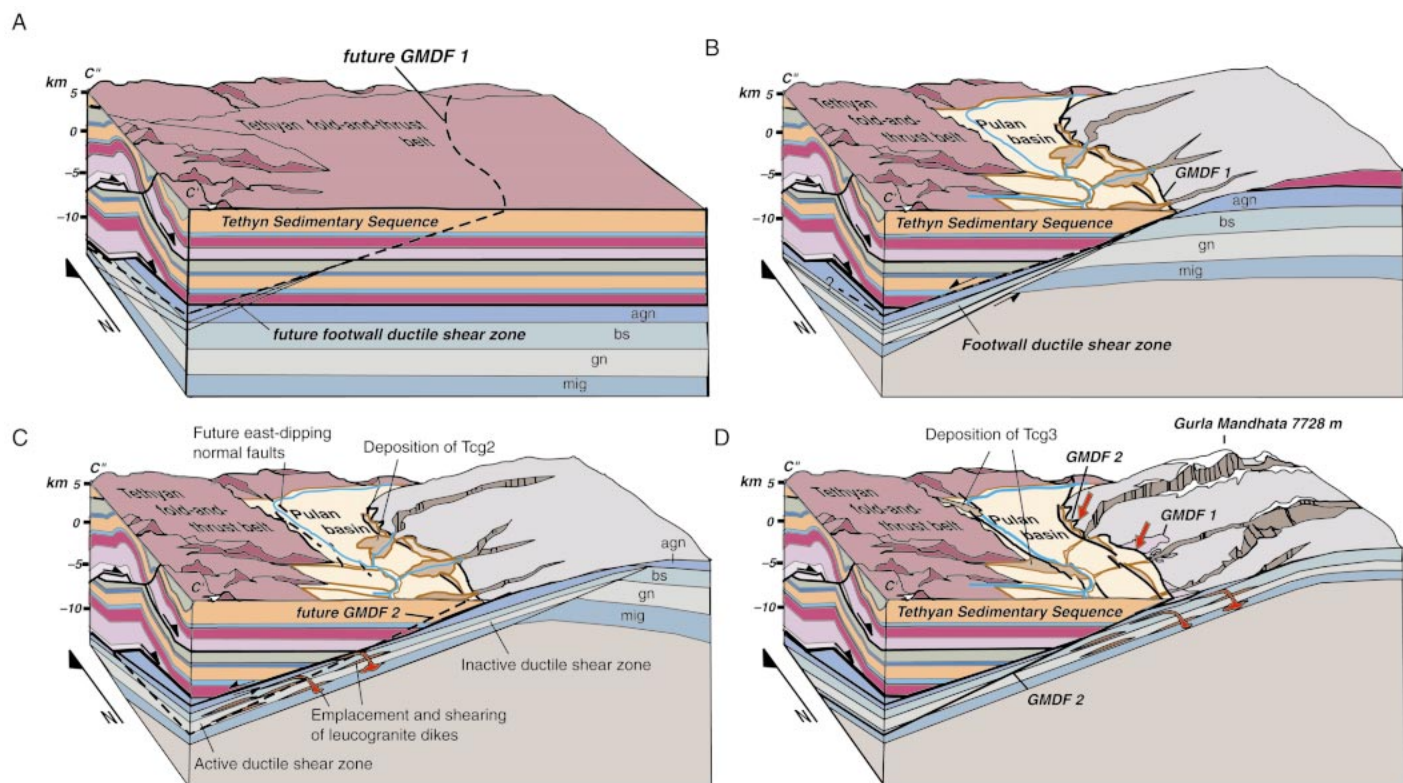 A
future GMDF 1
C"
km 5
0
-5
-10
Tethyan fold-and-thrust
belt
C'
Tethyn Sedimentary Sequence
agn
future footwall ductile shear zone
bs
gn
mig
N
B
C"
km 5
0
-5
-10
Tethyan
fold-and-
thrust belt
Pulan
basin
GMDF 1
C'
Tethyn Sedimentary Sequence
agn
bs
gn
mig
?
Footwall ductile shear zone
N
C
Future east-dipping
normal faults
Deposition of Tcg2
C"
km 5
0
-5
-10
Tethyan
fold-and-
thrust belt
Pulan
basin
C'
future GMDF 2
agn
bs
gn
mig
Inactive ductile shear zone
Emplacement and shearing
of leucogranite dikes
Active ductile shear zone
N
D
Gurla Mandhata 7728 m
Deposition of Tcg3
GMDF 2
C"
km 5
0
-5
-10
Tethyan
fold-and-
thrust belt
Pulan
basin
GMDF 1
C'
Tethyan Sedimentary Sequence
GMDF 2
N